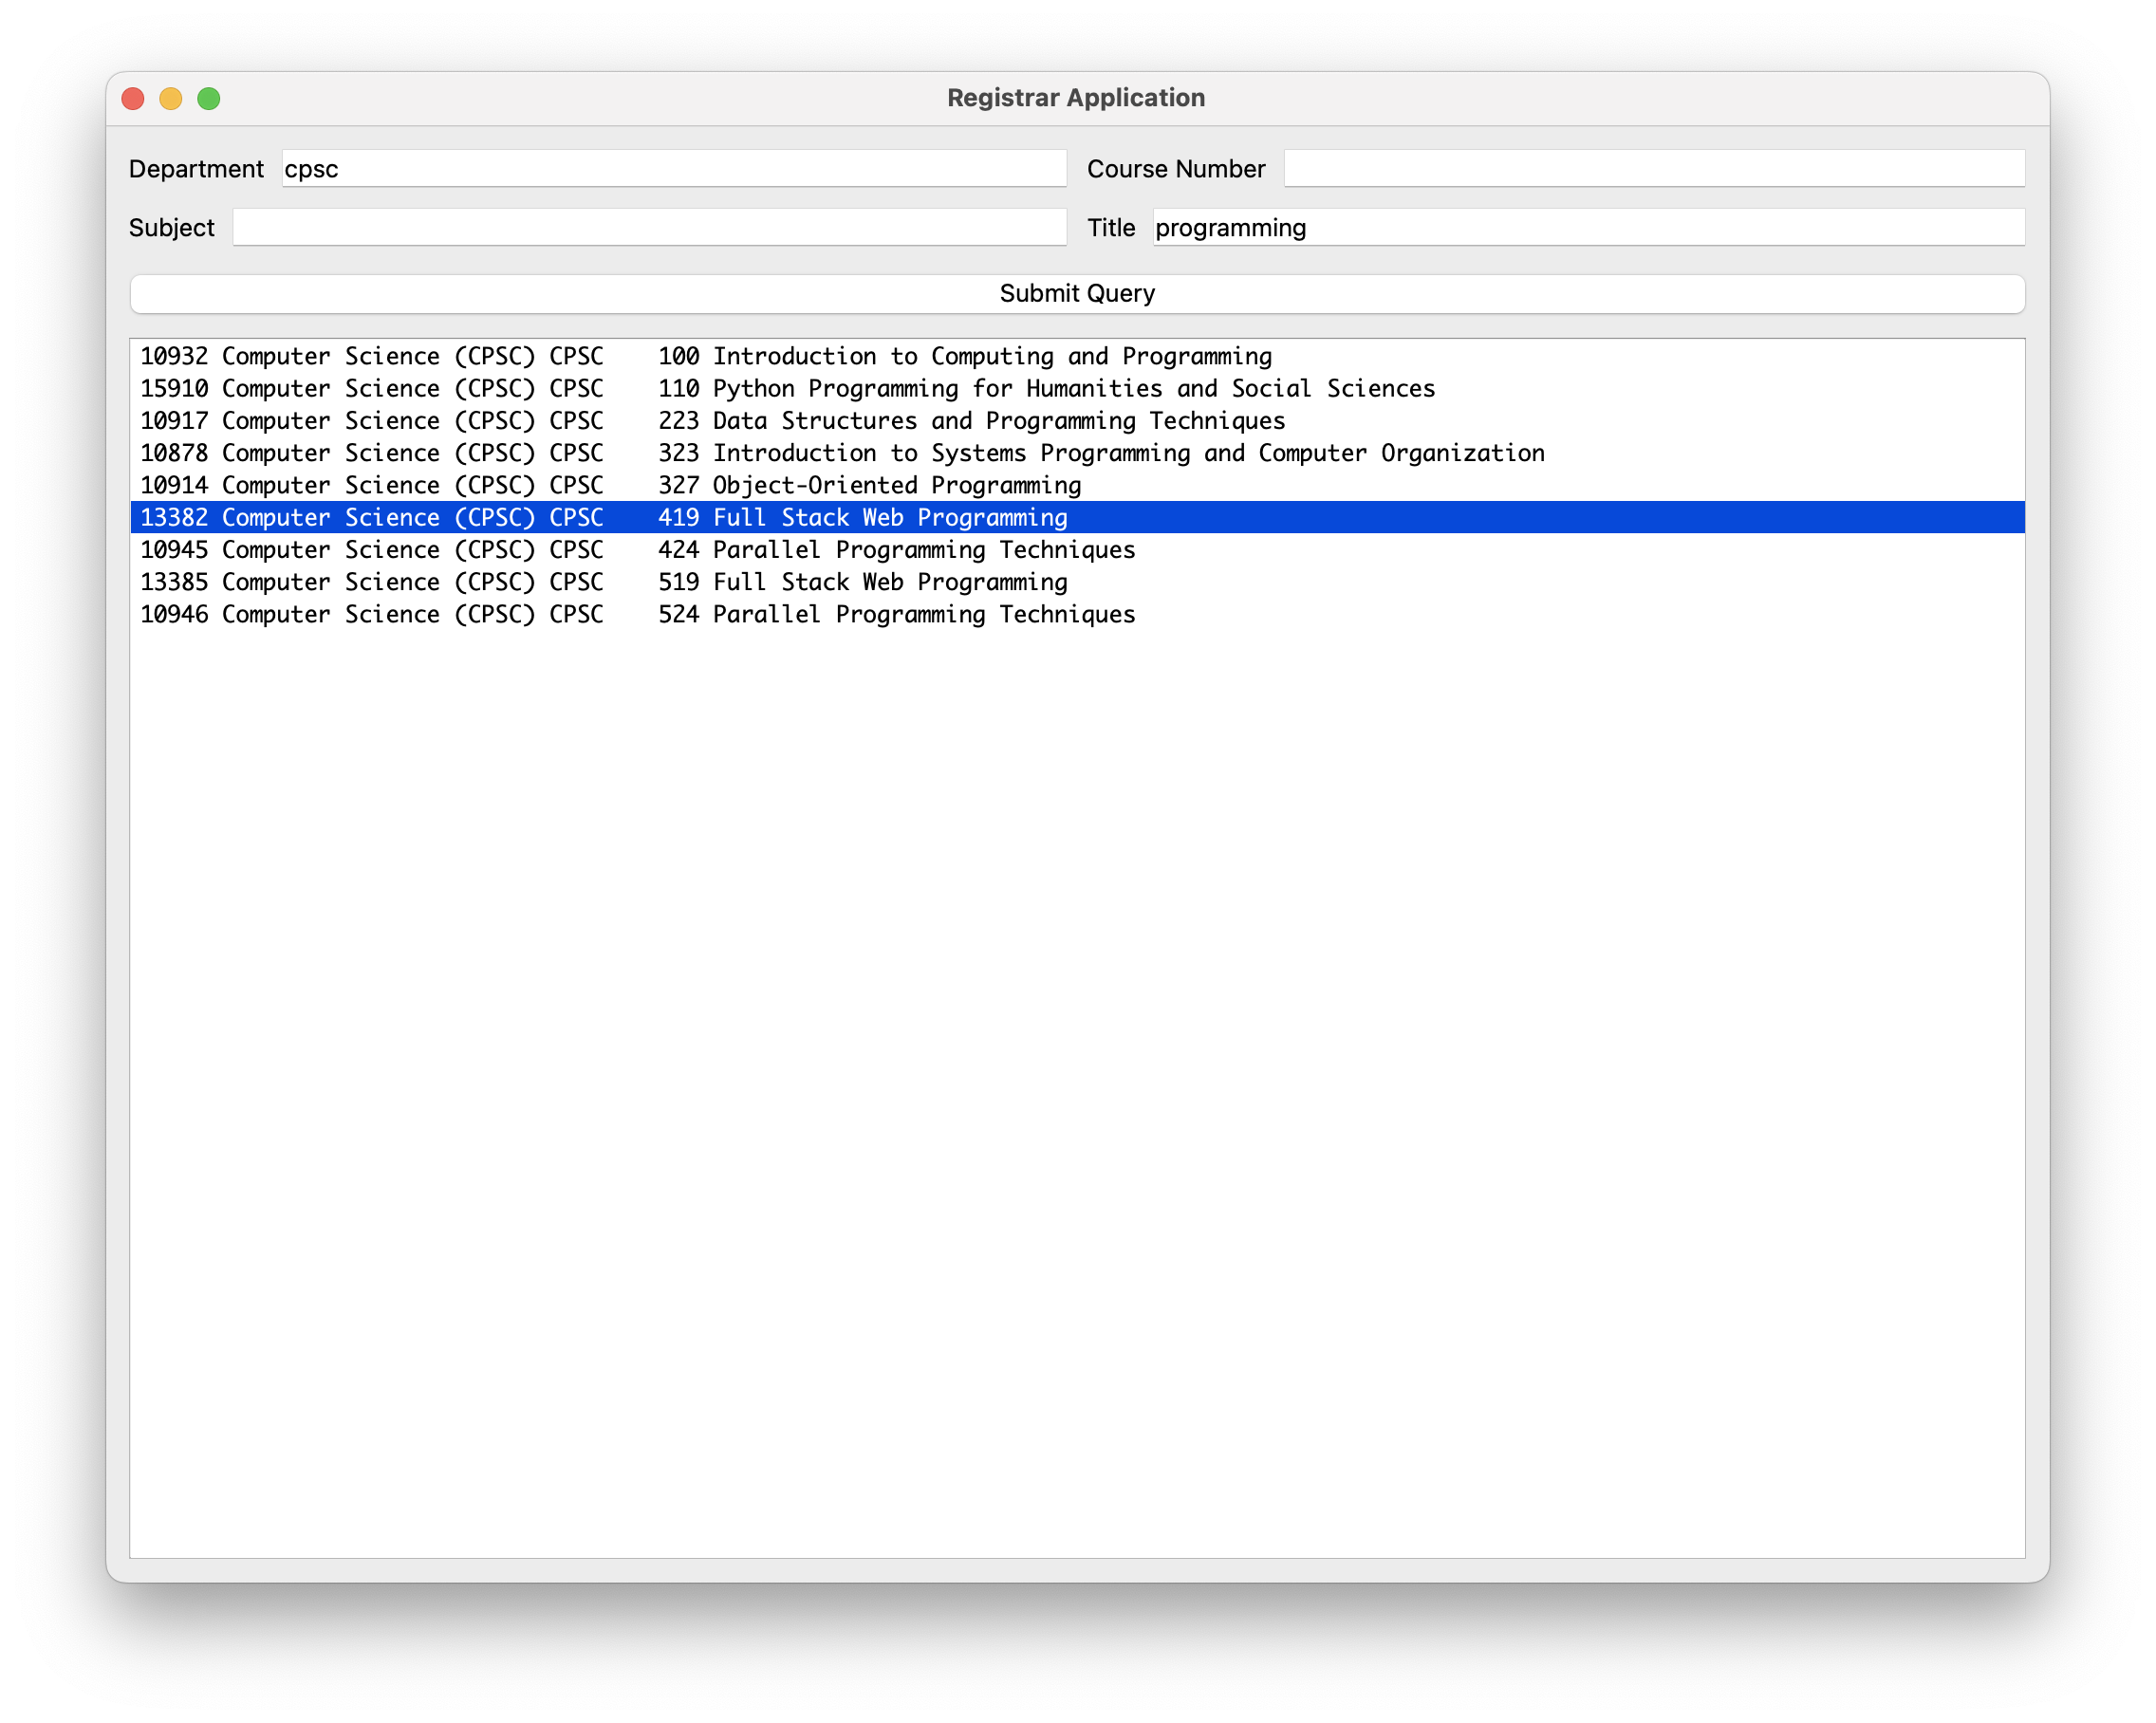 Registrar Application
Department cpsc Course Number
Subject Title programming
Submit Query
10932 Computer Science (CPSC) CPSC    100 Introduction to Computing and Programming
15910 Computer Science (CPSC) CPSC    110 Python Programming for Humanities and Social Sciences
10917 Computer Science (CPSC) CPSC    223 Data Structures and Programming Techniques
10878 Computer Science (CPSC) CPSC    323 Introduction to Systems Programming and Computer Organization
10914 Computer Science (CPSC) CPSC    327 Object-Oriented Programming
13382 Computer Science (CPSC) CPSC    419 Full Stack Web Programming
10945 Computer Science (CPSC) CPSC    424 Parallel Programming Techniques
13385 Computer Science (CPSC) CPSC    519 Full Stack Web Programming
10946 Computer Science (CPSC) CPSC    524 Parallel Programming Techniques